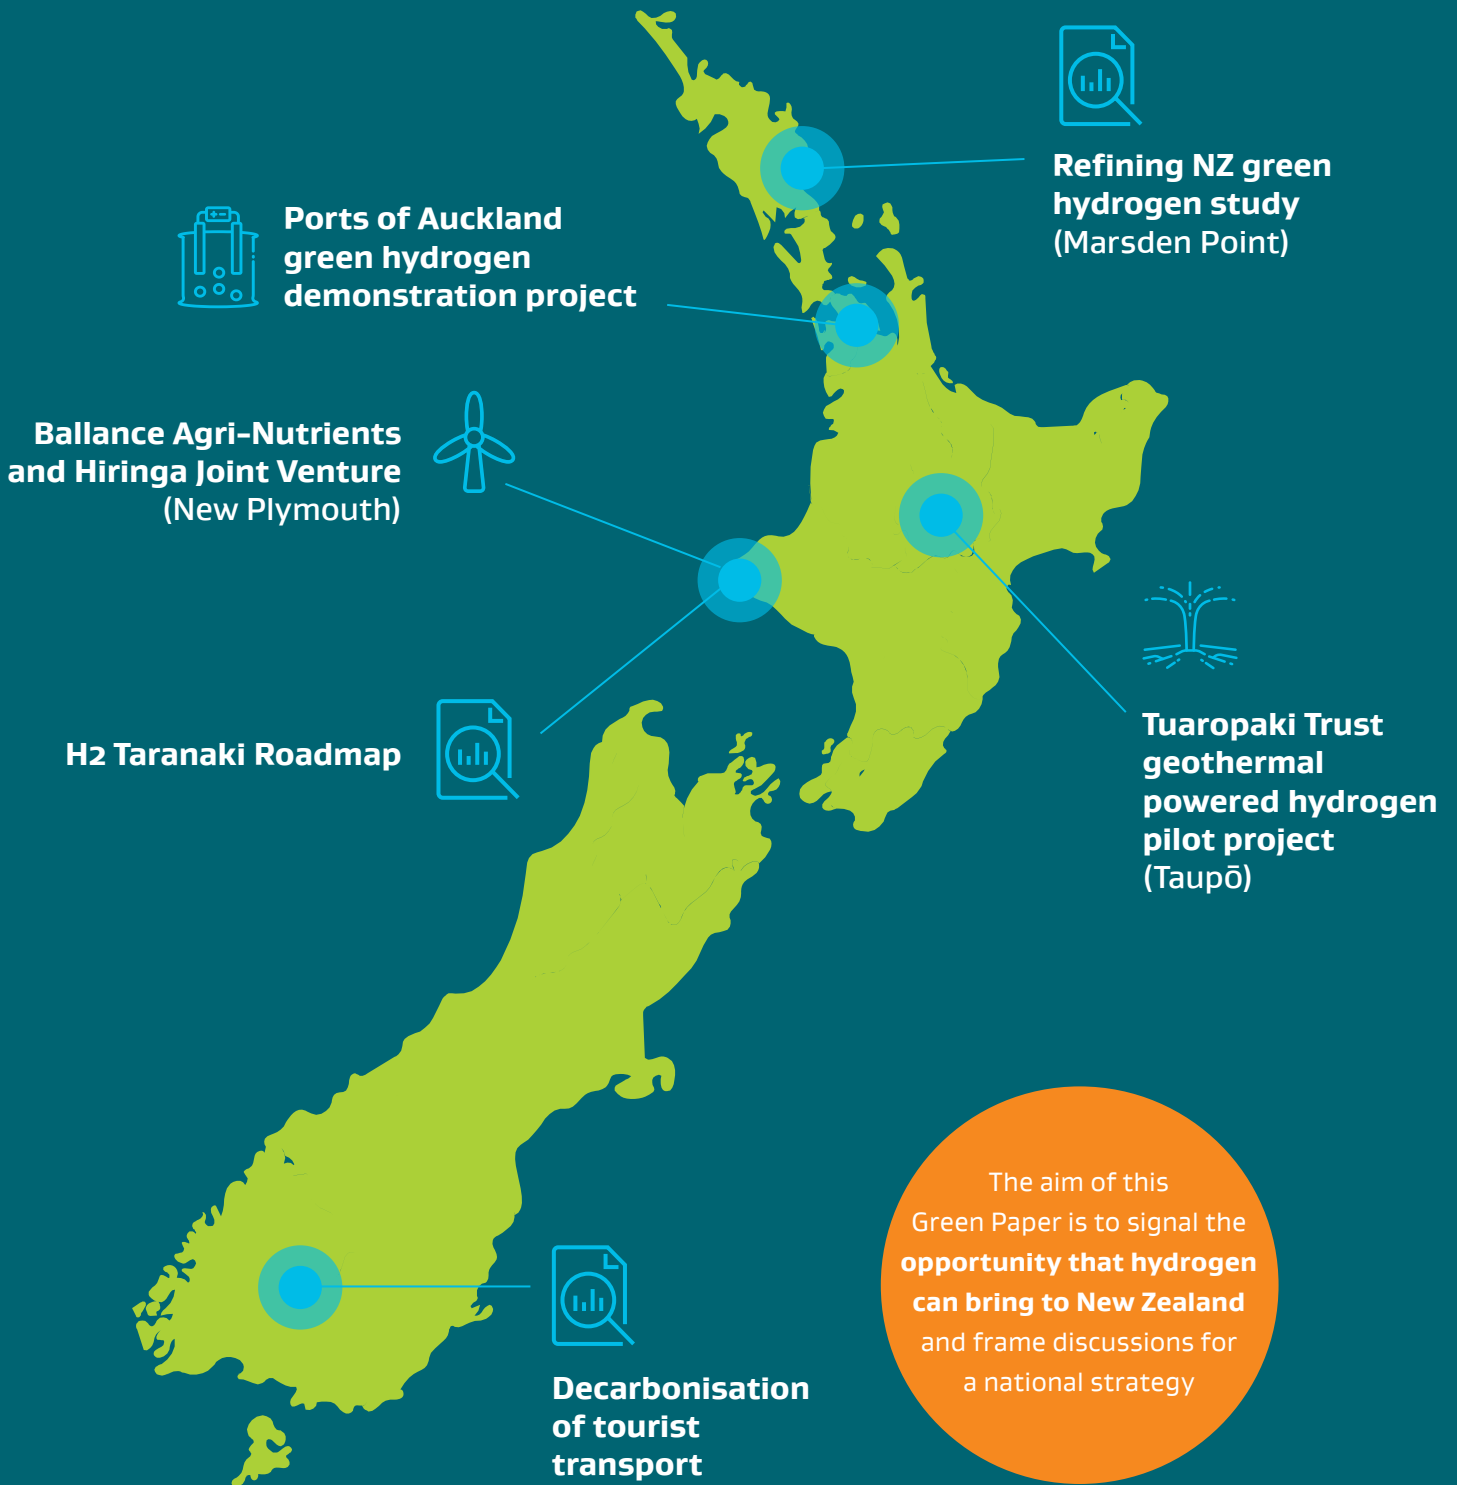 Refining NZ green
hydrogen study
(Marsden Point)
Ports of Auckland
green hydrogen
demonstration project
Ballance Agri-Nutrients
and Hiringa Joint Venture
(New Plymouth)
H2 Taranaki Roadmap
Tuaropaki Trust
geothermal
powered hydrogen
pilot project
(Taupō)
The aim of this
Green Paper is to signal the
opportunity that hydrogen
can bring to New Zealand
and frame discussions for
a national strategy
Decarbonisation
of tourist
transport